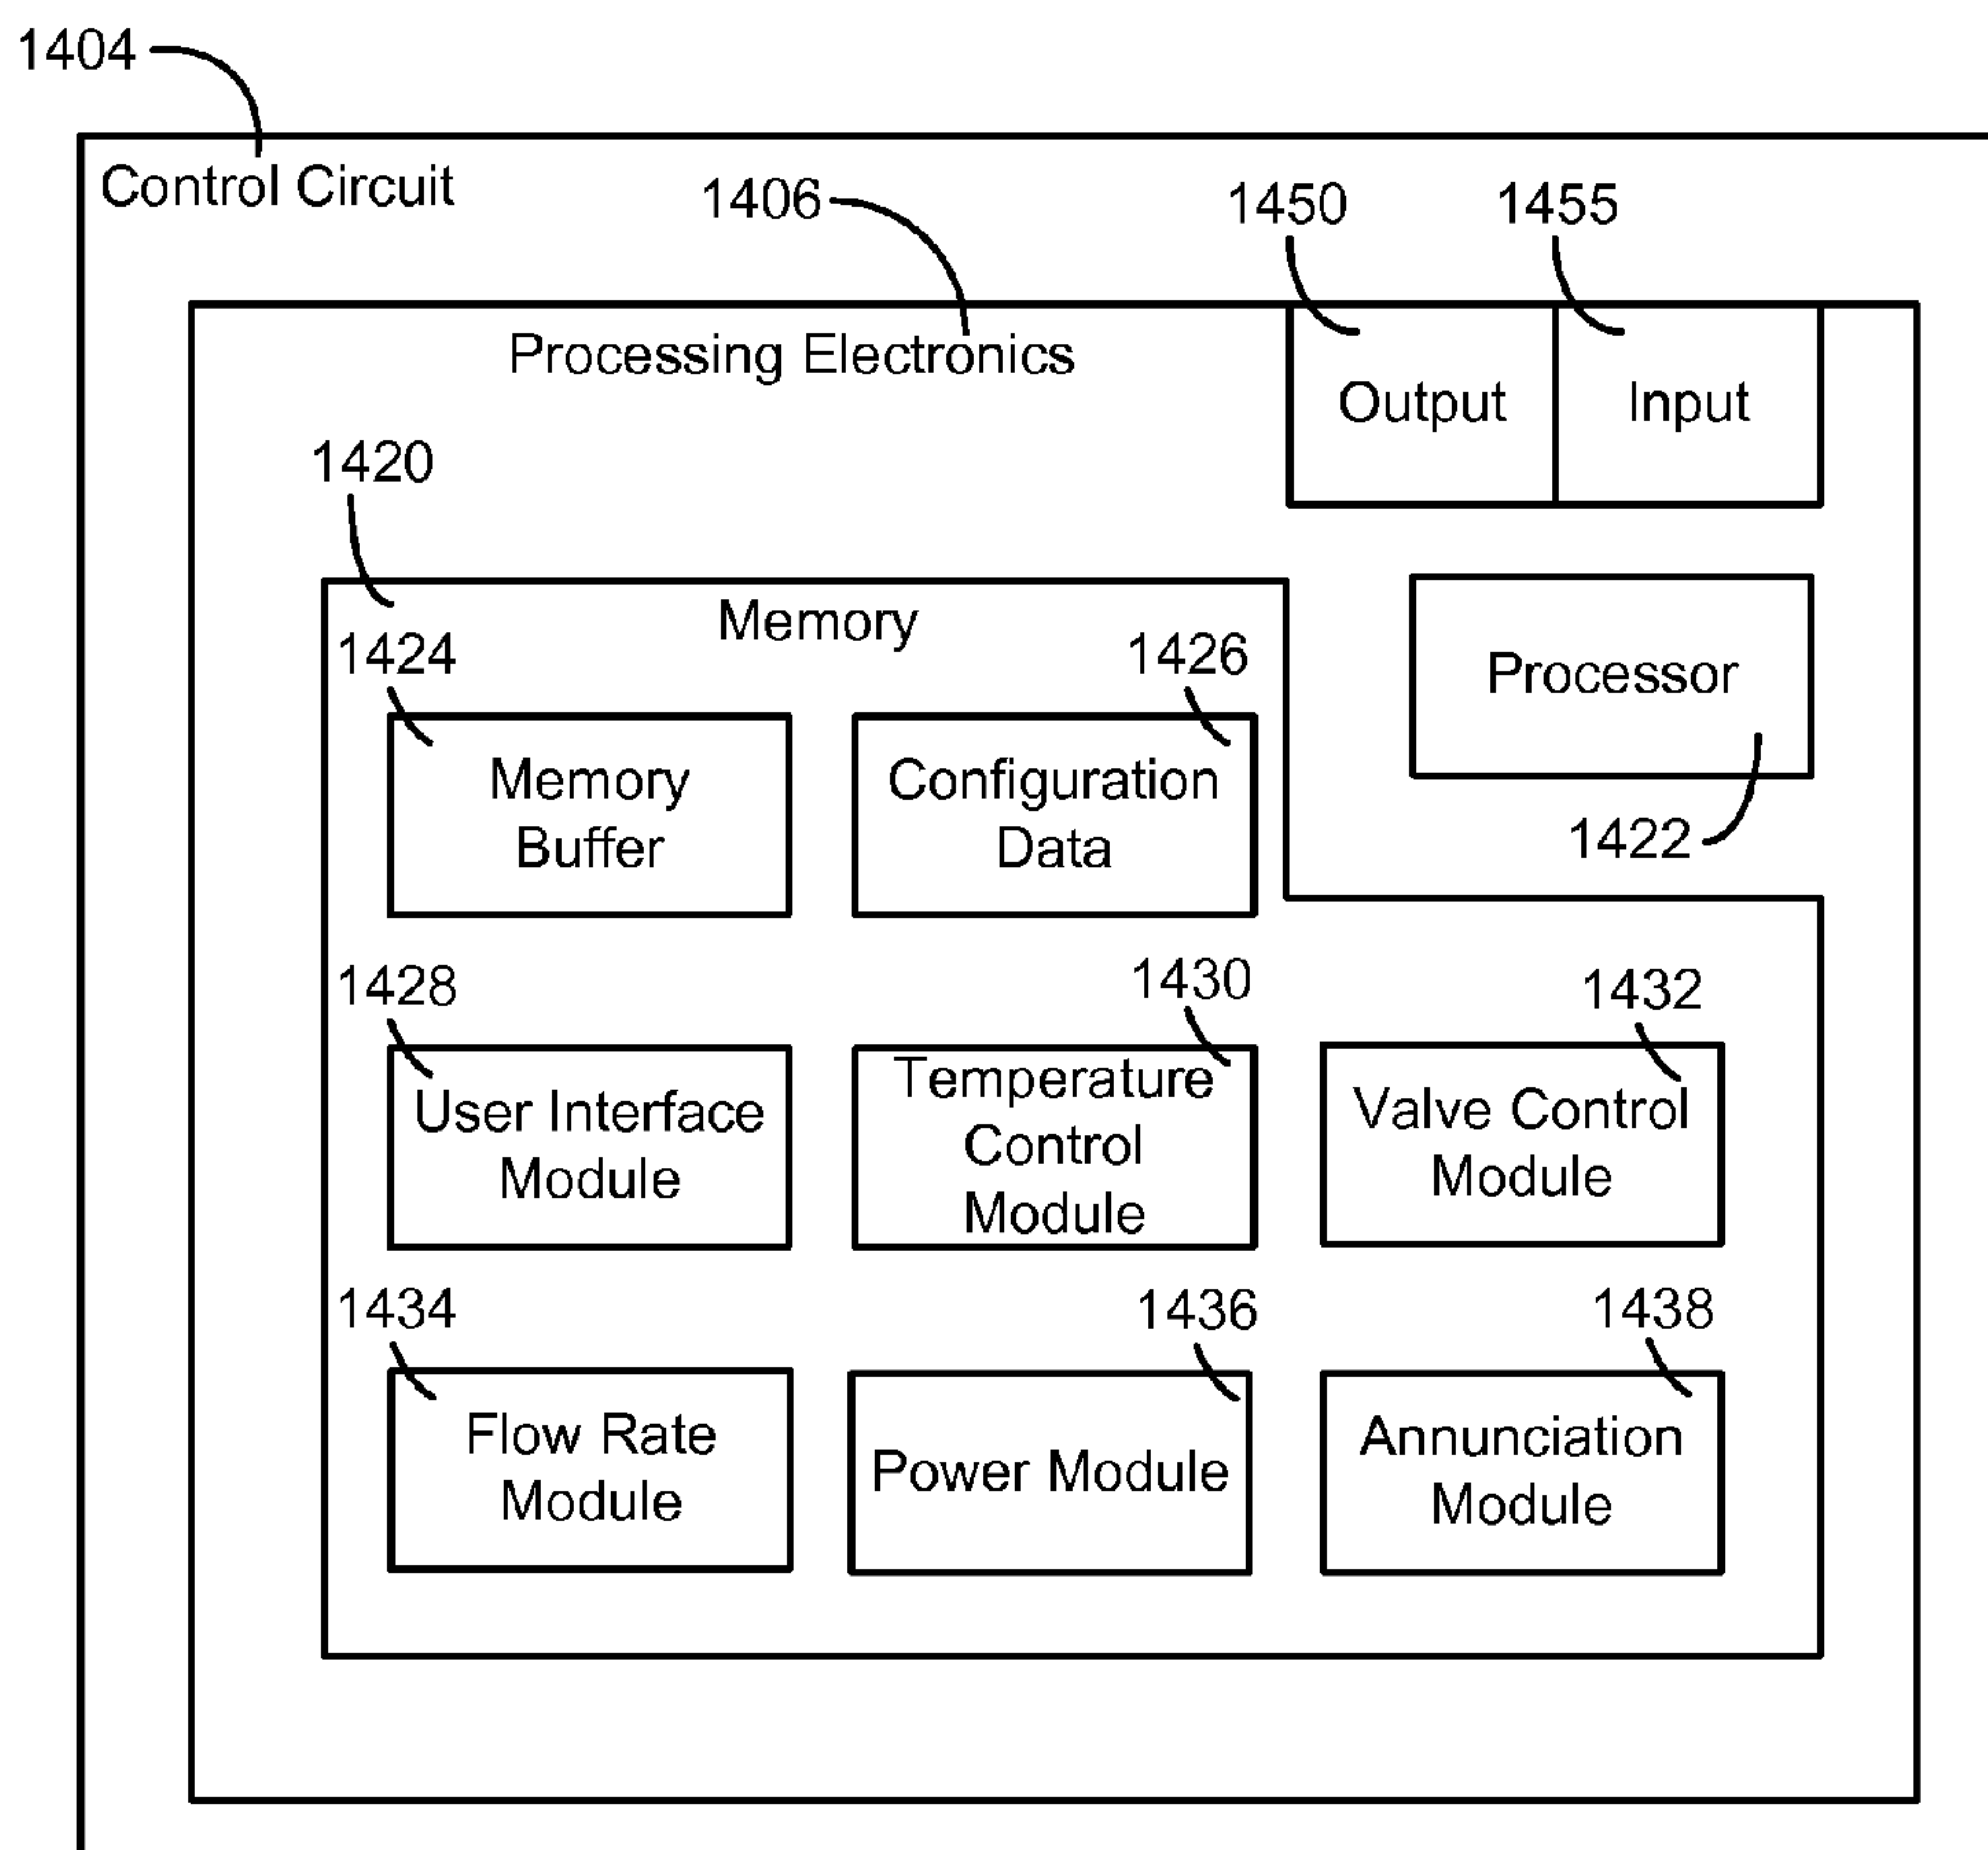 1404
Control Circuit
1406
1450
1455
Processing Electronics
Output
Input
1420
Memory
1424
1426
Processor
Memory
Buffer
Configuration
Data
1422
1428
1430
1432
User Interface
Module
Temperature
Control
Module
Valve Control
Module
1434
1436
1438
Flow Rate
Module
Power Module
Annunciation
Module